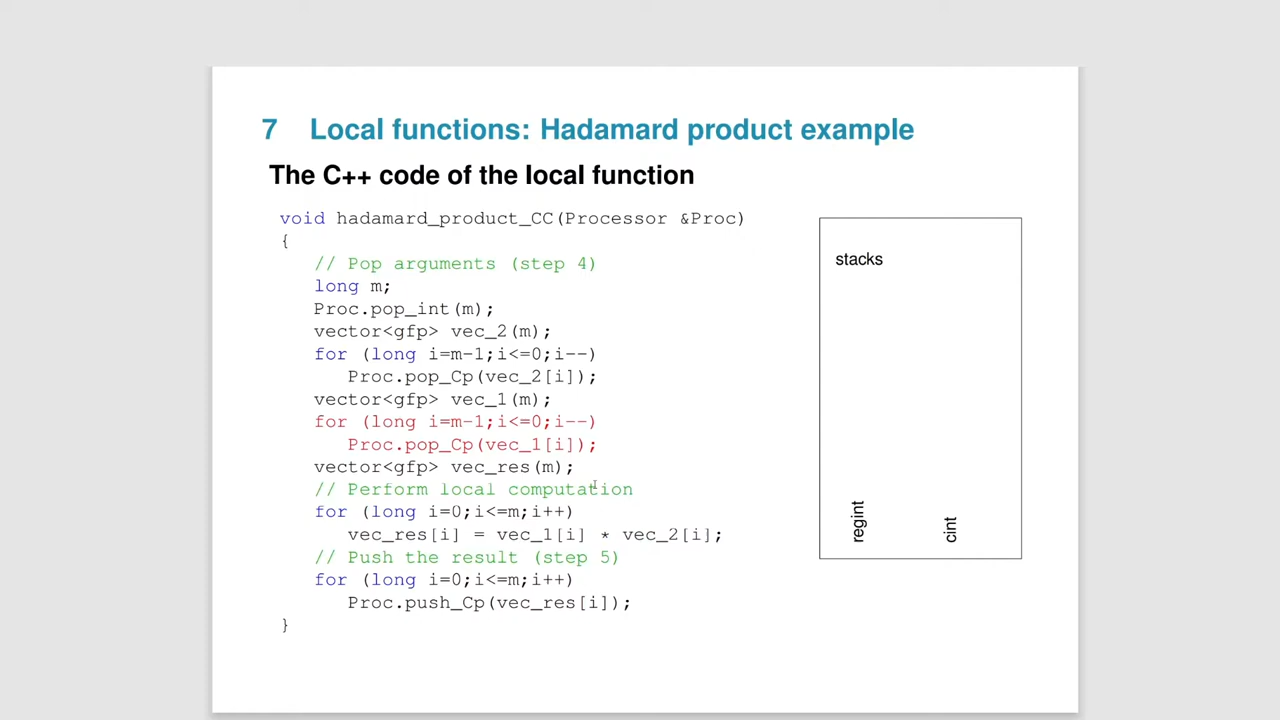 7 Local functions: Hadamard product example
The C++ code of the local function
void hadamard_product_CC(Processor &Proc)
{
// Pop arguments (step 4)
long m;
Proc.pop_int(m);
vector<gfp> vec_2(m);
for (long i=m-1;i<=0;i--)
Proc.pop_Cp(vec_2[i]);
vector<gfp> vec_1(m);
for (long i=m-1;i<=0;i--)
Proc.pop_Cp(vec_1[i]);
vector<gfp> vec_res(m);
// Perform local computation
for (long i=0;i<=m;i++)
vec_res[i] = vec_1[i] * vec_2[i];
// Push the result (step 5)
for (long i=0;i<=m;i++)
Proc.push_Cp(vec_res[i]);
}
stacks
regint
cint